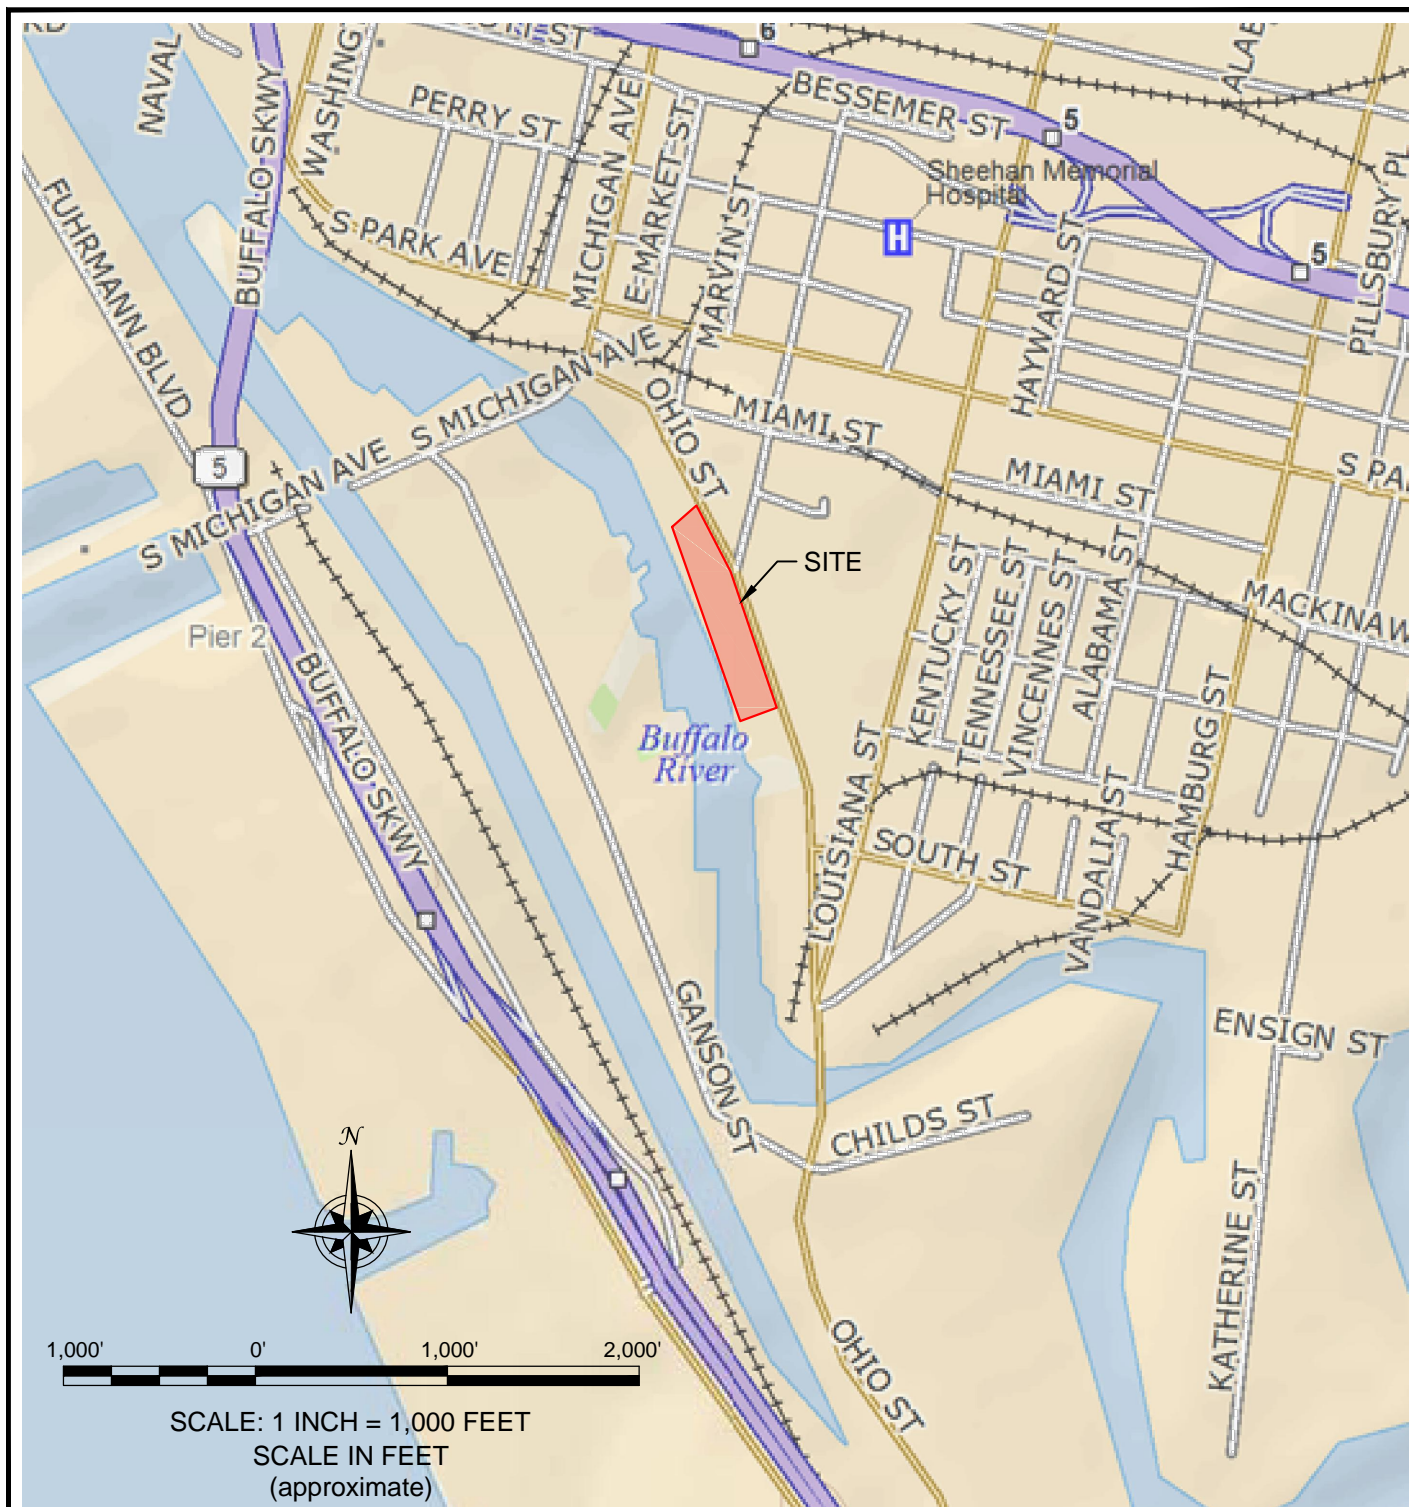 NAVAL
WASHING
6
BESSEMER ST
5
ALAB
PERRY ST
BUFFALO SKWY
MICHIGAN AVE
E MARKET ST
MARVIN ST
Sheehan Memorial
Hospital
H
PILLSBURY PL
FUHRMANN BLVD
S PARK AVE
HAYWARD ST
5
S MICHIGAN AVE
OHIO ST
MIAMI ST
5
S MICHIGAN AVE
MIAMI ST
S PA
SITE
KENTUCKY ST
TENNESSEE ST
VINCENNES ST
ALABAMA ST
MACKINAW
Pier 2
BUFFALO SKWY
Buffalo
River
LOUISIANA ST
HAMBURG ST
SOUTH ST
VANDALIA ST
GANSON ST
ENSIGN ST
CHILDS ST
KATHERINE ST
N
OHIO ST
1,000' 0' 1,000' 2,000'
SCALE: 1 INCH = 1,000 FEET
SCALE IN FEET
(approximate)